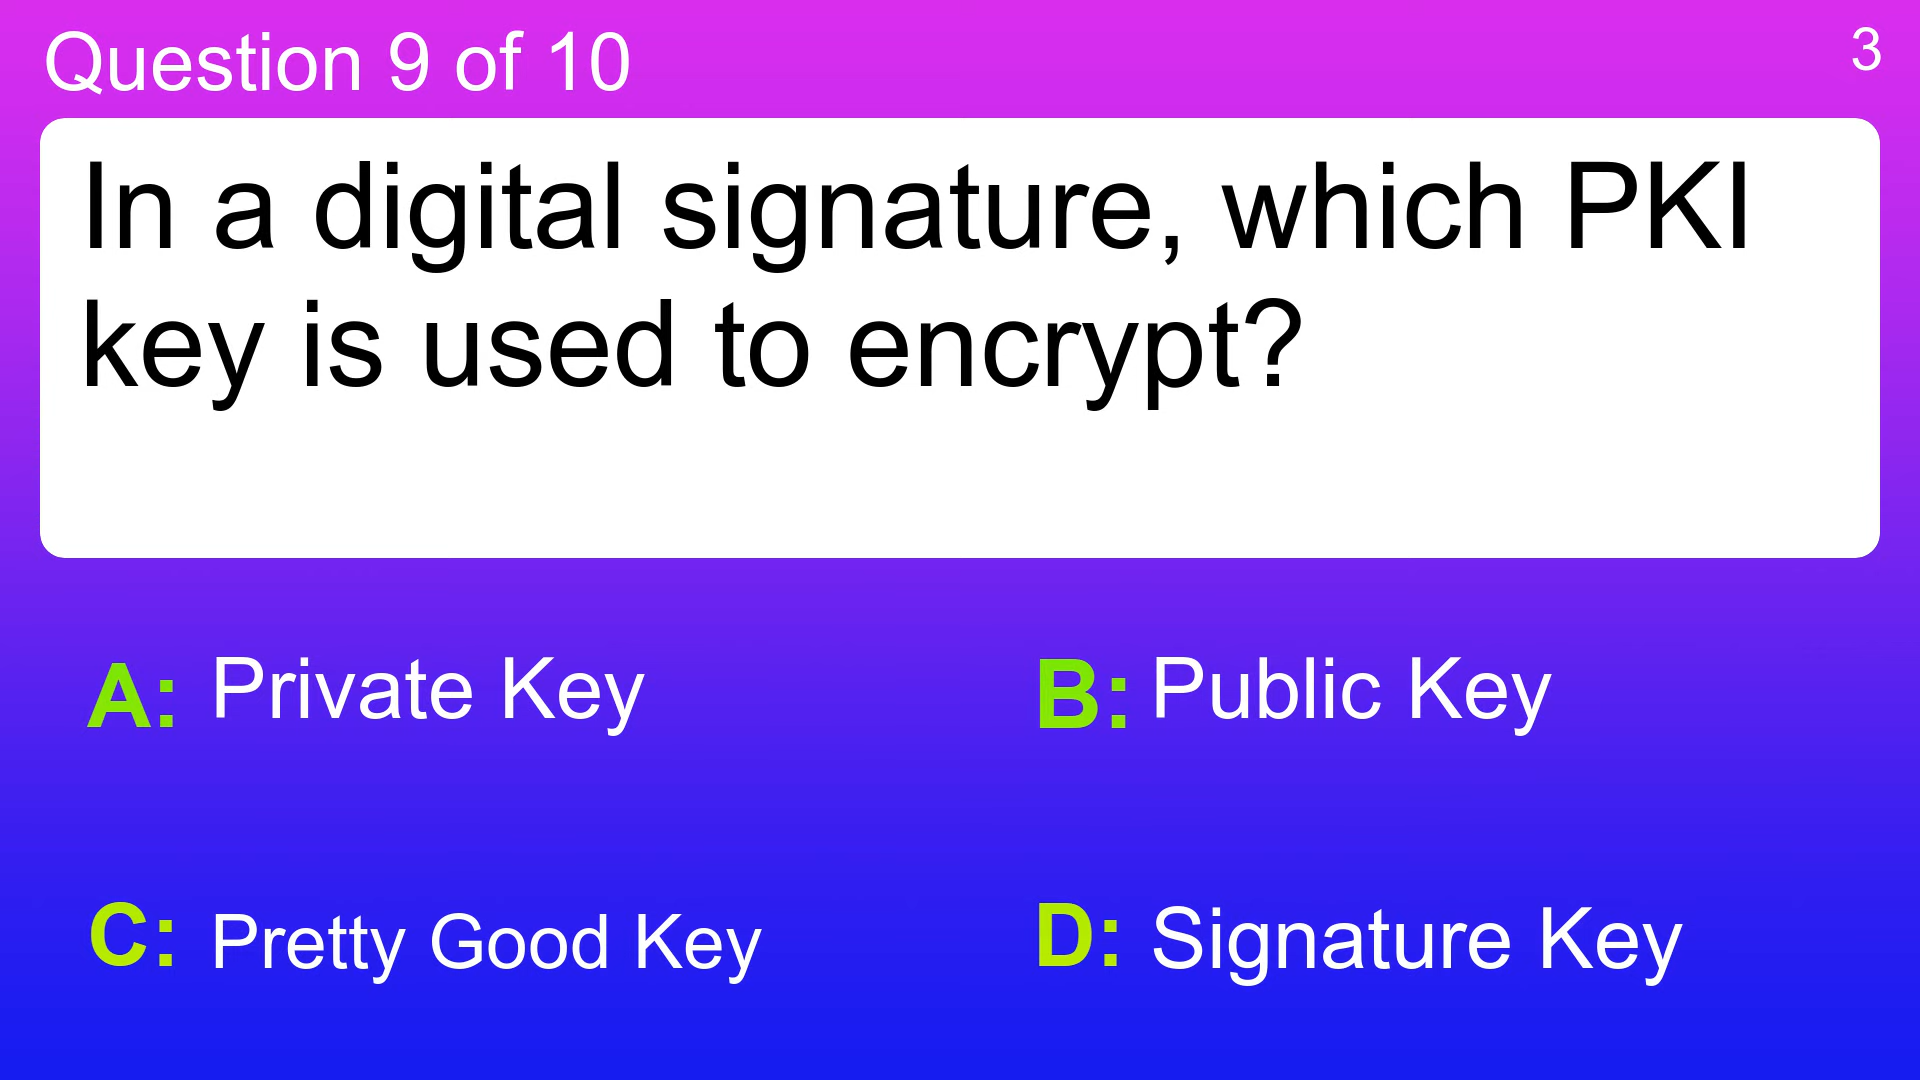 Question 9 of 10
3
In a digital signature, which PKI
key is used to encrypt?
A: Private Key
B: Public Key
C: Pretty Good Key
D: Signature Key